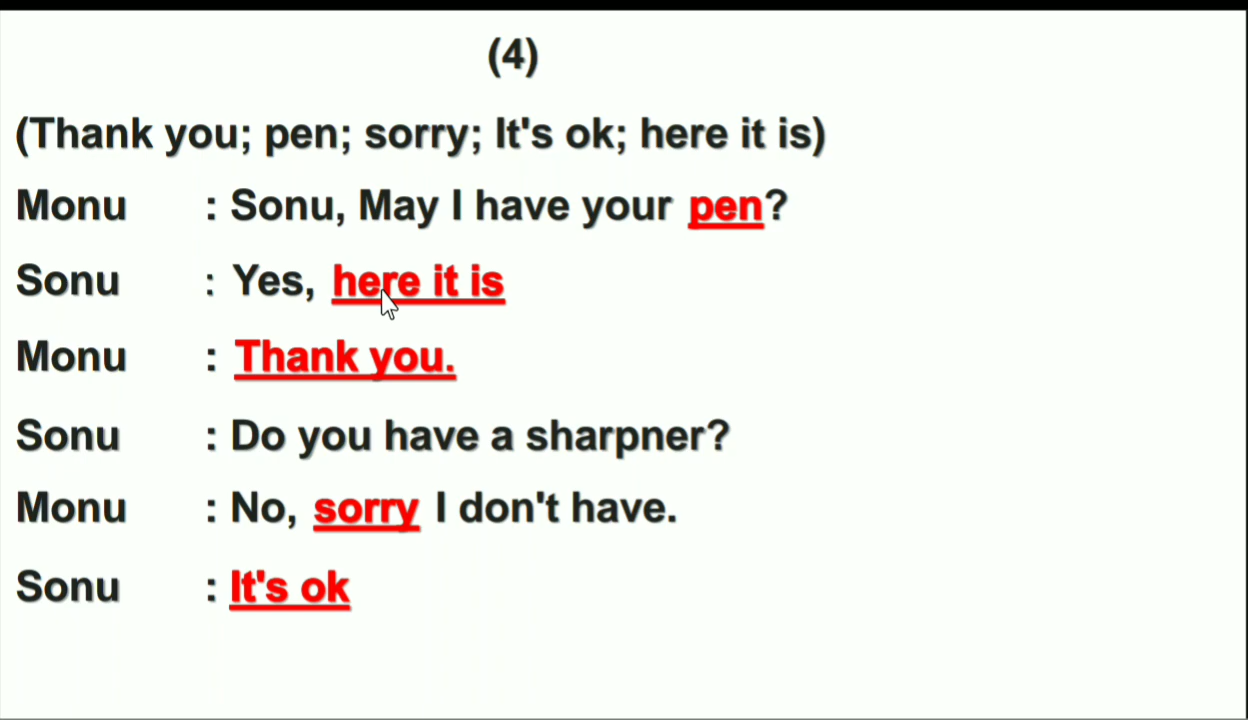 (4)
(Thank you; pen; sorry; It's ok; here it is)
Monu : Sonu, May I have your pen?
Sonu : Yes, here it is
Monu : Thank you.
Sonu : Do you have a sharpner?
Monu : No, sorry I don't have.
Sonu : It's ok